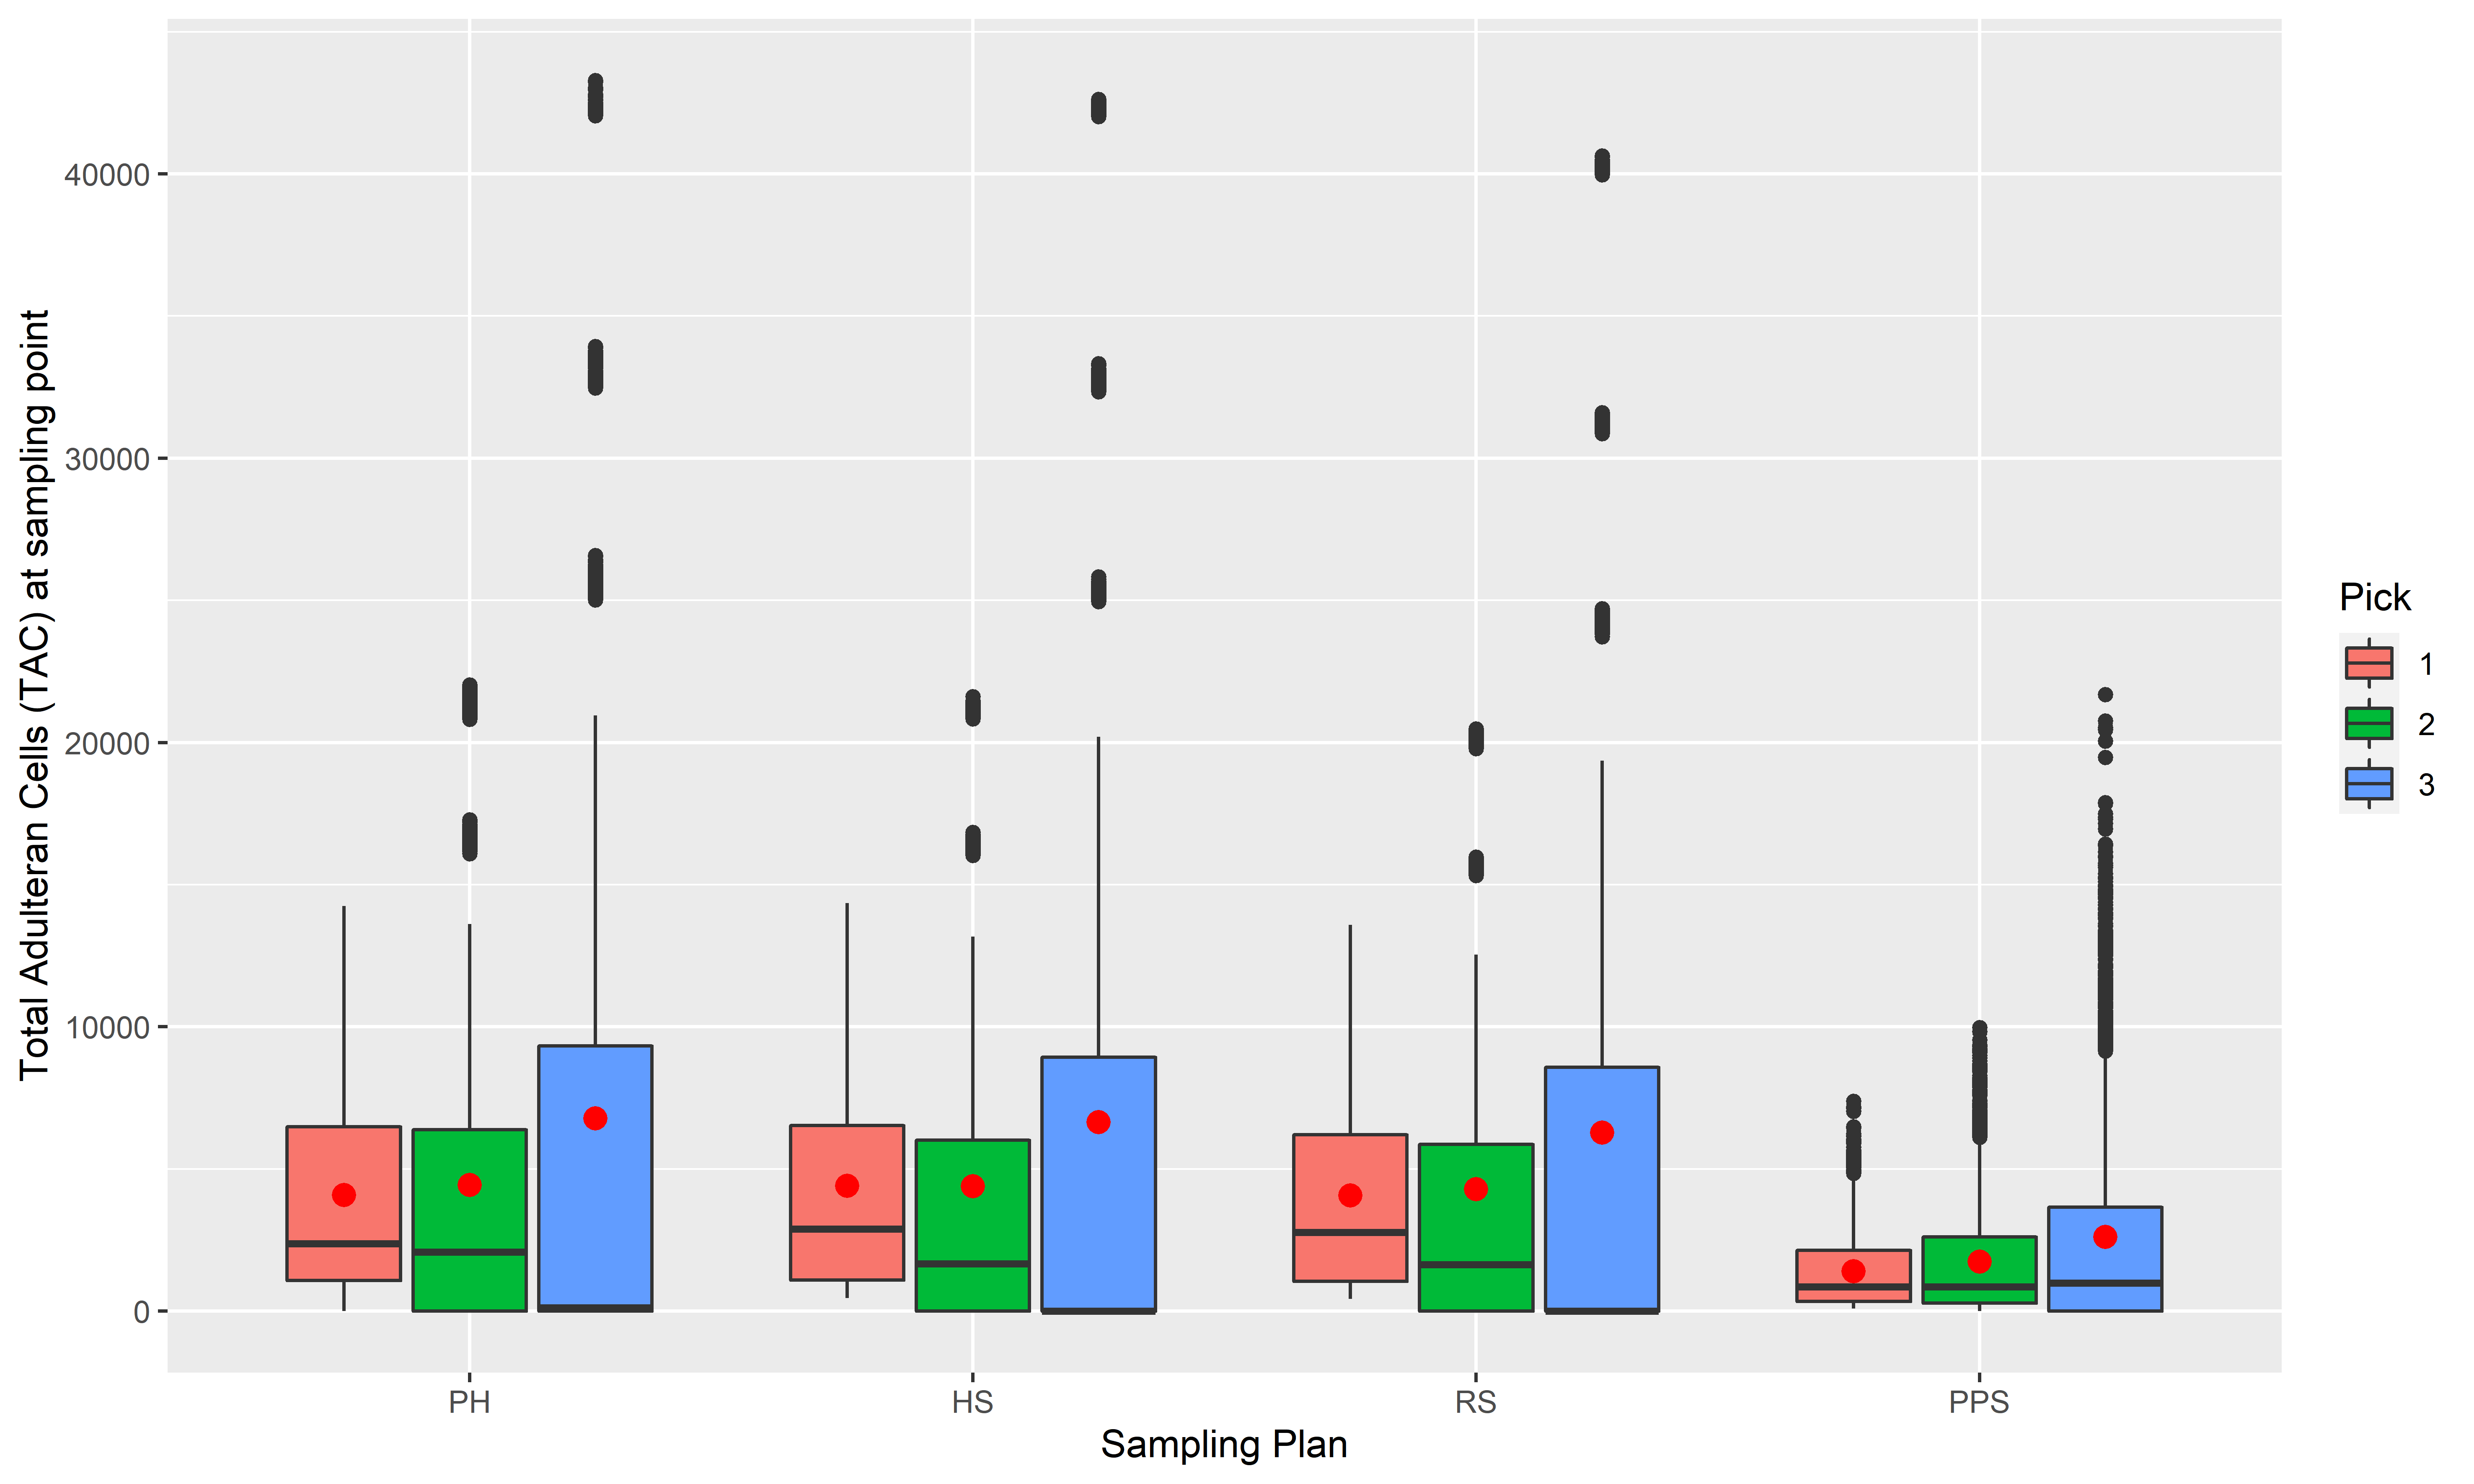 Total Adulteran Cells (TAC) at sampling point
40000
30000
20000
10000
0
PH HS RS PPS
Sampling Plan
Pick
1
2
3